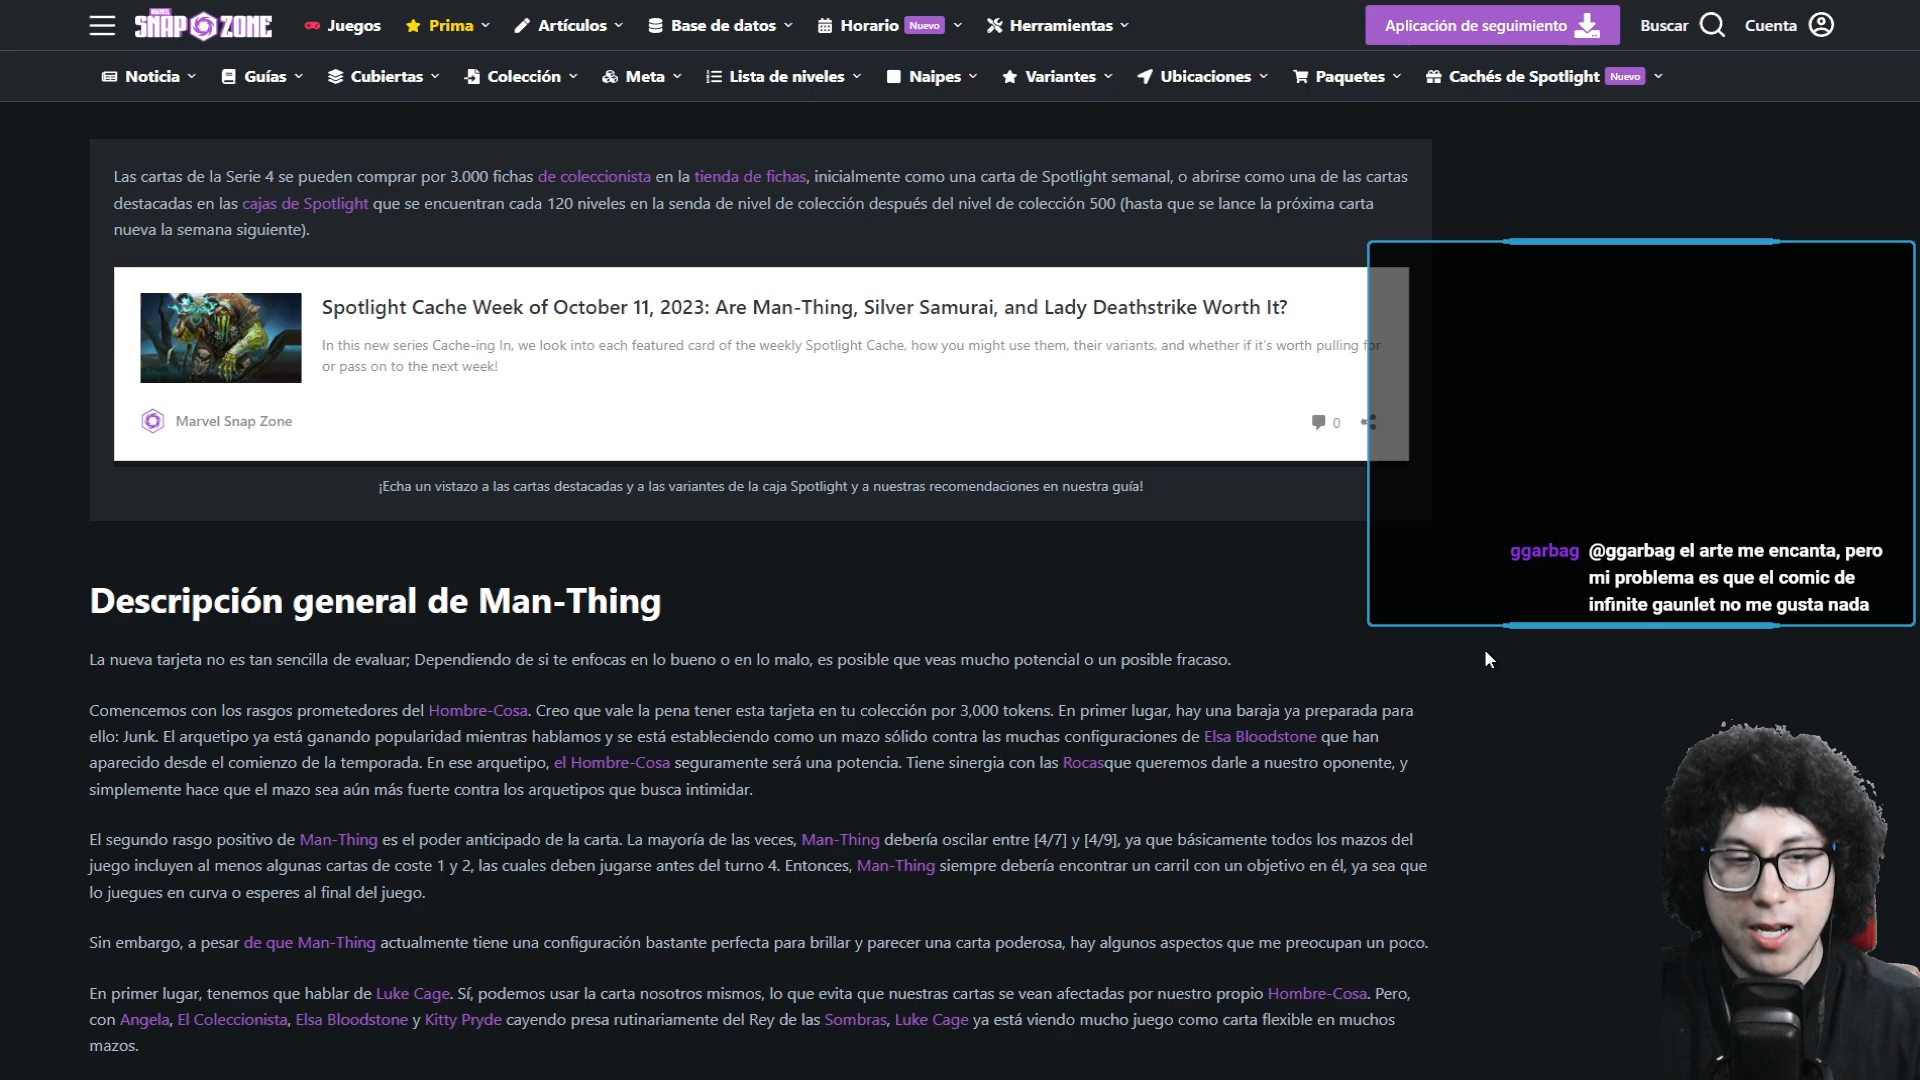 MARVEL SNAP ZONE
Juegos
Prima
Artículos
Base de datos
Horario Nuevo
Herramientas
Aplicación de seguimiento
Buscar
Cuenta
Noticia
Guías
Cubiertas
Colección
Meta
Lista de niveles
Naipes
Variantes
Ubicaciones
Paquetes
Cachés de Spotlight Nuevo
Las cartas de la Serie 4 se pueden comprar por 3.000 fichas de coleccionista en la tienda de fichas, inicialmente como una carta de Spotlight semanal, o abrirse como una de las cartas
destacadas en las cajas de Spotlight que se encuentran cada 120 niveles en la senda de nivel de colección después del nivel de colección 500 (hasta que se lance la próxima carta
nueva la semana siguiente).
Spotlight Cache Week of October 11, 2023: Are Man-Thing, Silver Samurai, and Lady Deathstrike Worth It?
In this new series Cache-ing In, we look into each featured card of the weekly Spotlight Cache, how you might use them, their variants, and whether if it's worth pulling for
or pass on to the next week!
Marvel Snap Zone
0
¡Echa un vistazo a las cartas destacadas y a las variantes de la caja Spotlight y a nuestras recomendaciones en nuestra guía!
ggarbag @ggarbag el arte me encanta, pero
mi problema es que el comic de
infinite gaunlet no me gusta nada
Descripción general de Man-Thing
La nueva tarjeta no es tan sencilla de evaluar; Dependiendo de si te enfocas en lo bueno o en lo malo, es posible que veas mucho potencial o un posible fracaso.
Comencemos con los rasgos prometedores del Hombre-Cosa. Creo que vale la pena tener esta tarjeta en tu colección por 3,000 tokens. En primer lugar, hay una baraja ya preparada para
ello: Junk. El arquetipo ya está ganando popularidad mientras hablamos y se está estableciendo como un mazo sólido contra las muchas configuraciones de Elsa Bloodstone que han
aparecido desde el comienzo de la temporada. En ese arquetipo, el Hombre-Cosa seguramente será una potencia. Tiene sinergia con las Rocasque queremos darle a nuestro oponente, y
simplemente hace que el mazo sea aún más fuerte contra los arquetipos que busca intimidar.
El segundo rasgo positivo de Man-Thing es el poder anticipado de la carta. La mayoría de las veces, Man-Thing debería oscilar entre [4/7] y [4/9], ya que básicamente todos los mazos del
juego incluyen al menos algunas cartas de coste 1 y 2, las cuales deben jugarse antes del turno 4. Entonces, Man-Thing siempre debería encontrar un carril con un objetivo en él, ya sea que
lo juegues en curva o esperes al final del juego.
Sin embargo, a pesar de que Man-Thing actualmente tiene una configuración bastante perfecta para brillar y parecer una carta poderosa, hay algunos aspectos que me preocupan un poco.
En primer lugar, tenemos que hablar de Luke Cage. Sí, podemos usar la carta nosotros mismos, lo que evita que nuestras cartas se vean afectadas por nuestro propio Hombre-Cosa. Pero,
con Angela, El Coleccionista, Elsa Bloodstone y Kitty Pryde cayendo presa rutinariamente del Rey de las Sombras, Luke Cage ya está viendo mucho juego como carta flexible en muchos
mazos.